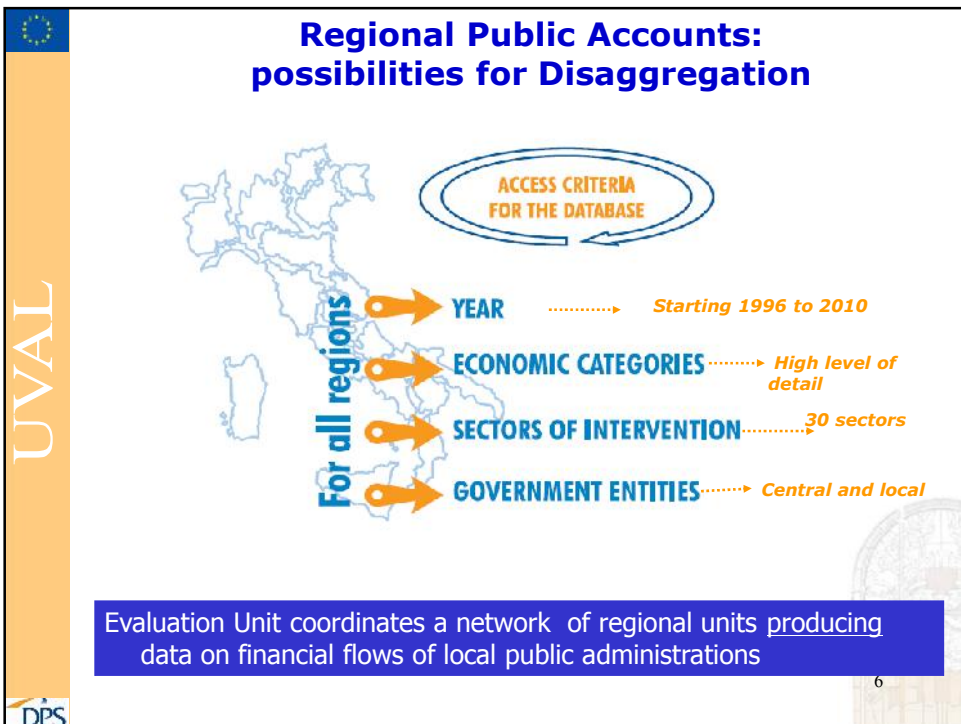 Regional Public Accounts:
possibilities for Disaggregation
ACCESS CRITERIA
FOR THE DATABASE
UVAL
For all regions
YEAR
Starting 1996 to 2010
ECONOMIC CATEGORIES
High level of
detail
SECTORS OF INTERVENTION
30 sectors
GOVERNMENT ENTITIES
Central and local
Evaluation Unit coordinates a network of regional units producing
data on financial flows of local public administrations
6
DPS